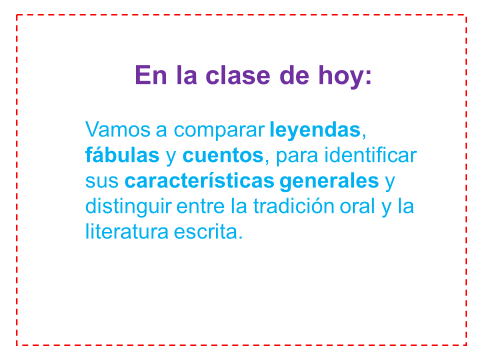 En la clase de hoy:
Vamos a comparar leyendas,
fábulas y cuentos, para identificar
sus características generales y
distinguir entre la tradición oral y la
literatura escrita.